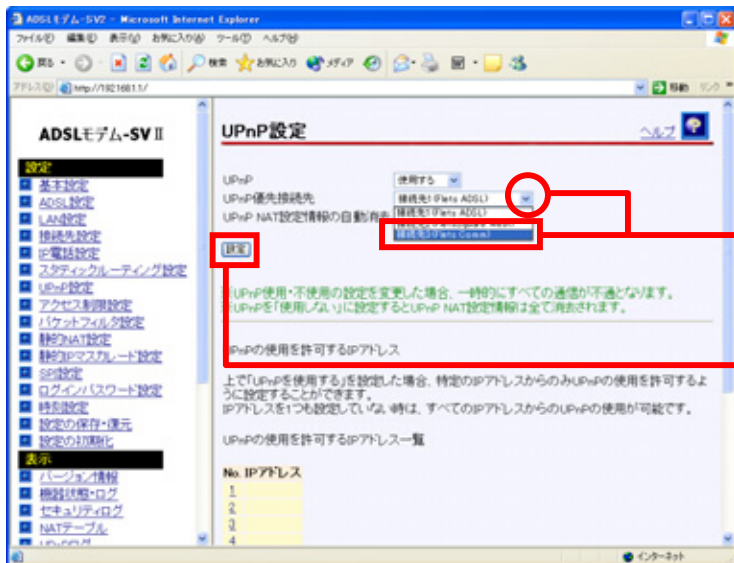 ADSLモデム-SV2 - Microsoft Internet Explorer
ファイル(F) 編集(E) 表示(V) お気に入り(A) ツール(T) ヘルプ(H)
戻る 検索 お気に入り メディア
アドレス(D) http://192.168.1.1/ 移動 リンク
ADSLモデム-SVⅡ
設定
基本設定
ADSL設定
LAN設定
接続先設定
IP電話設定
スタティックルーティング設定
UPnP設定
アクセス制限設定
パケットフィルタ設定
静的NAT設定
静的IPマスカレード設定
SPI設定
ログインパスワード設定
時刻設定
設定の保存・復元
設定の初期化
表示
バージョン情報
機器状態・ログ
セキュリティログ
NATテーブル
UPnPログ
UPnP設定
ヘルプ ?
UPnP 使用する
UPnP優先接続先 接続先1(Flets ADSL)
UPnP NAT設定情報の自動消去 接続先1(Flets ADSL)
接続先3(Flets Comm)
設定
※UPnP使用・不使用の設定を変更した場合、一時的にすべての通信が不通となります。
※UPnPを「使用しない」に設定するとUPnP NAT設定情報は全て消去されます。
UPnPの使用を許可するIPアドレス
上で「UPnPを使用する」を設定した場合、特定のIPアドレスからのみUPnPの使用を許可するよ
うに設定することができます。
IPアドレスを1つも設定していない時は、すべてのIPアドレスからのUPnPの使用が可能です。
UPnPの使用を許可するIPアドレス一覧
No. IPアドレス
1
2
3
4
インターネット